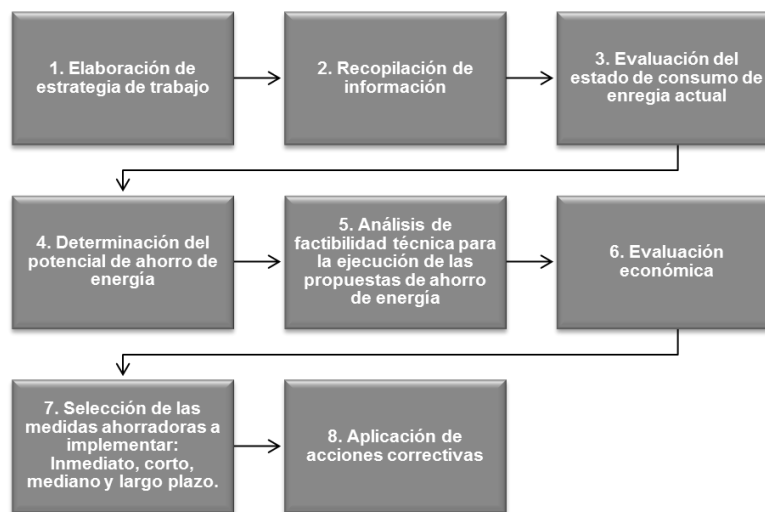 1. Elaboración de
estrategia de trabajo
2. Recopilación de
información
3. Evaluación del
estado de consumo de
enregia actual
4. Determinación del
potencial de ahorro de
energía
5. Análisis de
factibilidad técnica para
la ejecución de las
propuestas de ahorro
de energía
6. Evaluación
económica
7. Selección de las
medidas ahorradoras a
implementar:
Inmediato, corto,
mediano y largo plazo.
8. Aplicación de
acciones correctivas